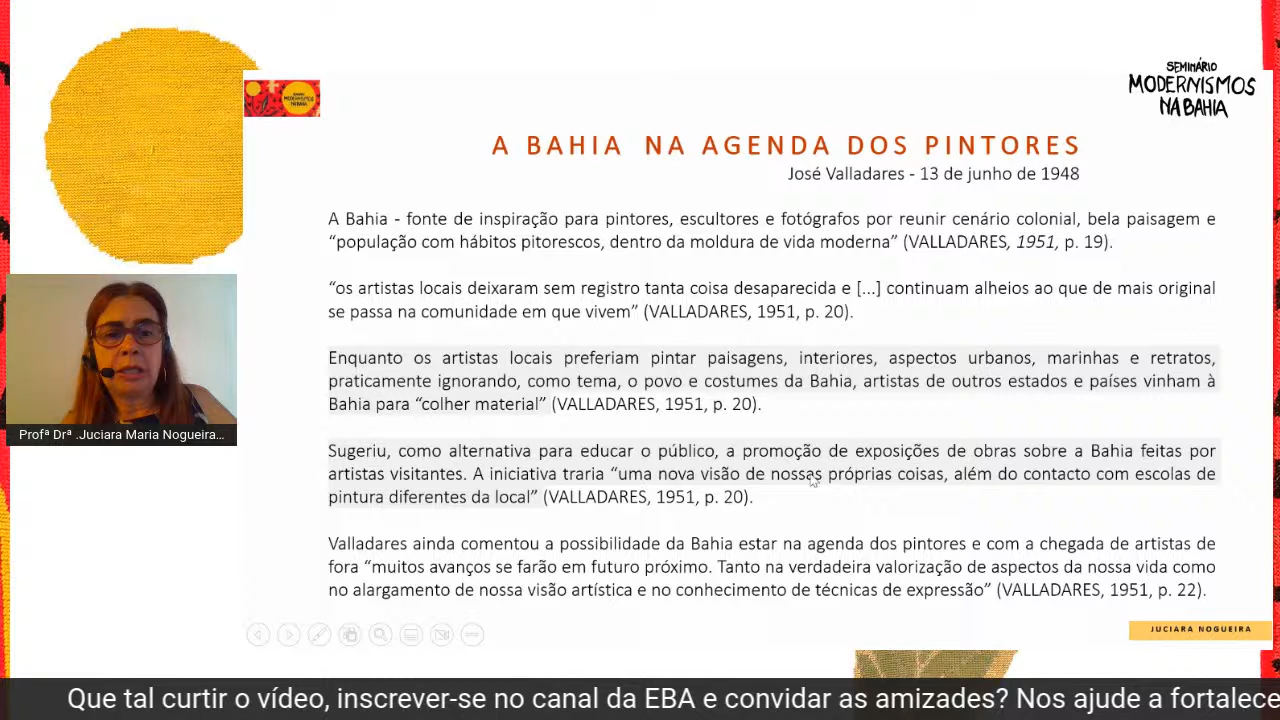 SEMINÁRIO
MODERNISMOS
NA BAHIA
SEMINÁRIO
MODERNISMOS
NA BAHIA
A BAHIA NA AGENDA DOS PINTORES
José Valladares - 13 de junho de 1948
A Bahia - fonte de inspiração para pintores, escultores e fotógrafos por reunir cenário colonial, bela paisagem e
“população com hábitos pitorescos, dentro da moldura de vida moderna” (VALLADARES, 1951, p. 19).
“os artistas locais deixaram sem registro tanta coisa desaparecida e [...] continuam alheios ao que de mais original
se passa na comunidade em que vivem” (VALLADARES, 1951, p. 20).
Enquanto os artistas locais preferiam pintar paisagens, interiores, aspectos urbanos, marinhas e retratos,
praticamente ignorando, como tema, o povo e costumes da Bahia, artistas de outros estados e países vinham à
Bahia para “colher material” (VALLADARES, 1951, p. 20).
Sugeriu, como alternativa para educar o público, a promoção de exposições de obras sobre a Bahia feitas por
artistas visitantes. A iniciativa traria “uma nova visão de nossas próprias coisas, além do contacto com escolas de
pintura diferentes da local” (VALLADARES, 1951, p. 20).
Valladares ainda comentou a possibilidade da Bahia estar na agenda dos pintores e com a chegada de artistas de
fora “muitos avanços se farão em futuro próximo. Tanto na verdadeira valorização de aspectos da nossa vida como
no alargamento de nossa visão artística e no conhecimento de técnicas de expressão” (VALLADARES, 1951, p. 22).
Profª Drª .Juciara Maria Nogueira...
JUCIARA NOGUEIRA
Que tal curtir o vídeo, inscrever-se no canal da EBA e convidar as amizades? Nos ajude a fortalece